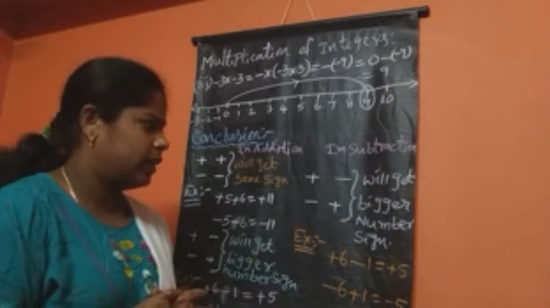 Multiplication of Integers:
iii) -3x-3 = -x(-3x3) = -(-9) = 0-(-9)
9
-3 -2 -1 0 1 2 3 4 5 6 7 8 9 10
Conclusion:-
In Addition
+ + } will get
- - } same sign
Ex:-
+5+6=+11
-5-6=-11
+ - } will get
- + } bigger
number sign
+6-1=+5
In Subtraction
+ - } will get
- + } bigger
Number
Sign.
Ex:-
+6-1=+5
-6+1=-5